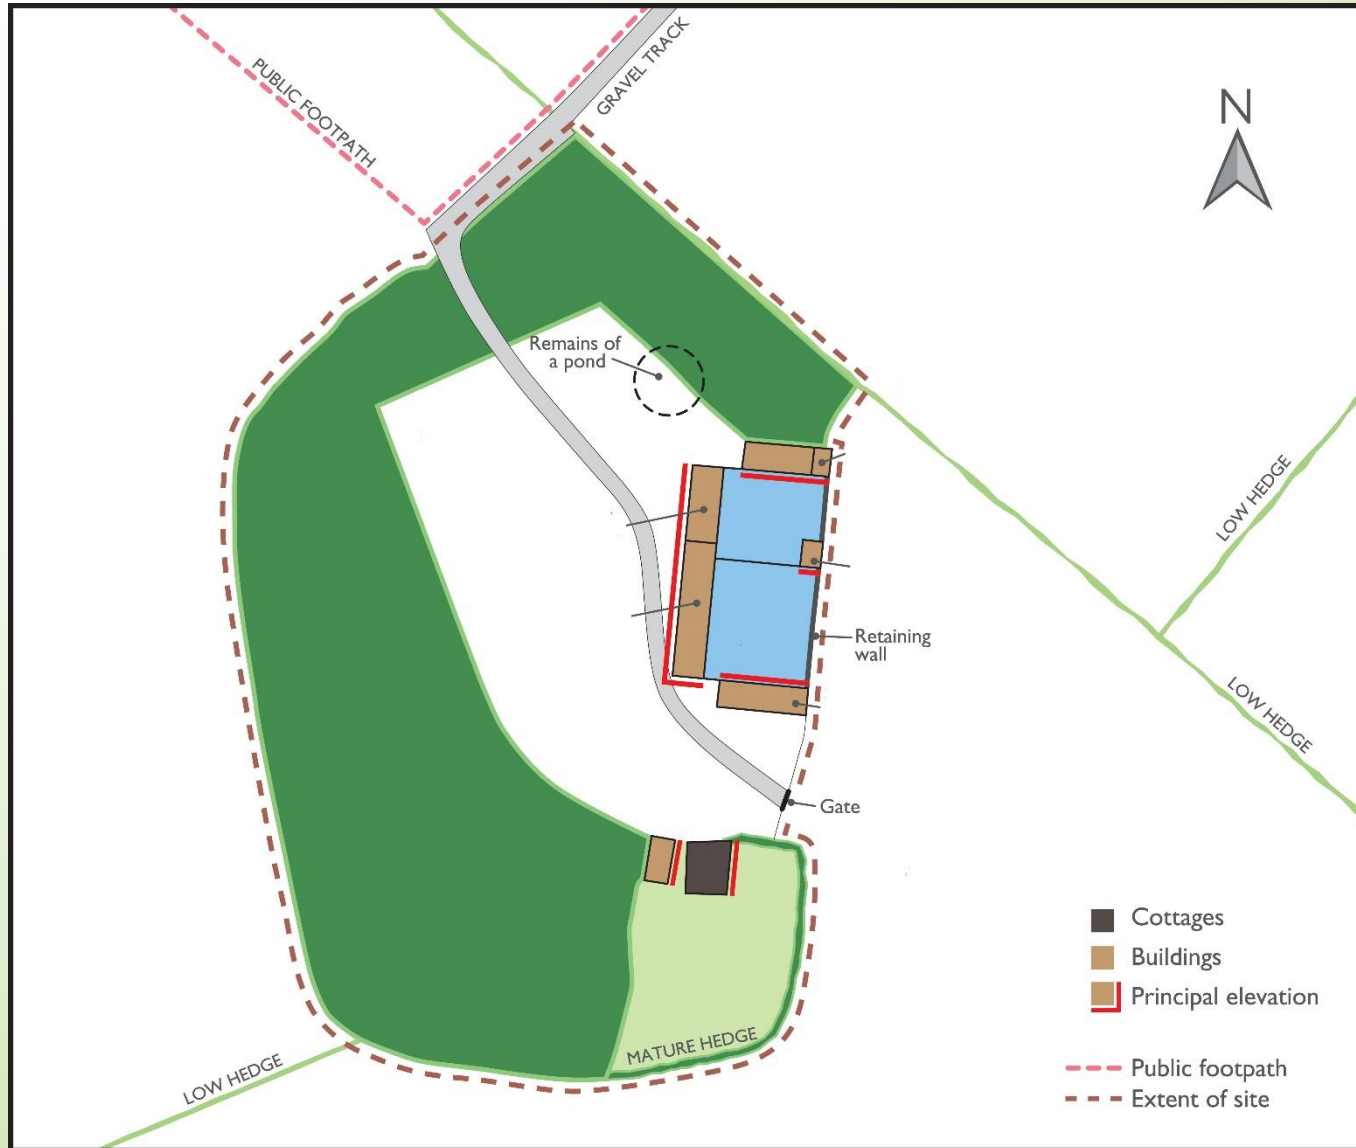 PUBLIC FOOTPATH
GRAVEL TRACK
N
Remains of
a pond
LOW HEDGE
Retaining
wall
LOW HEDGE
Gate
Cottages
Buildings
Principal elevation
MATURE HEDGE
LOW HEDGE
Public footpath
Extent of site